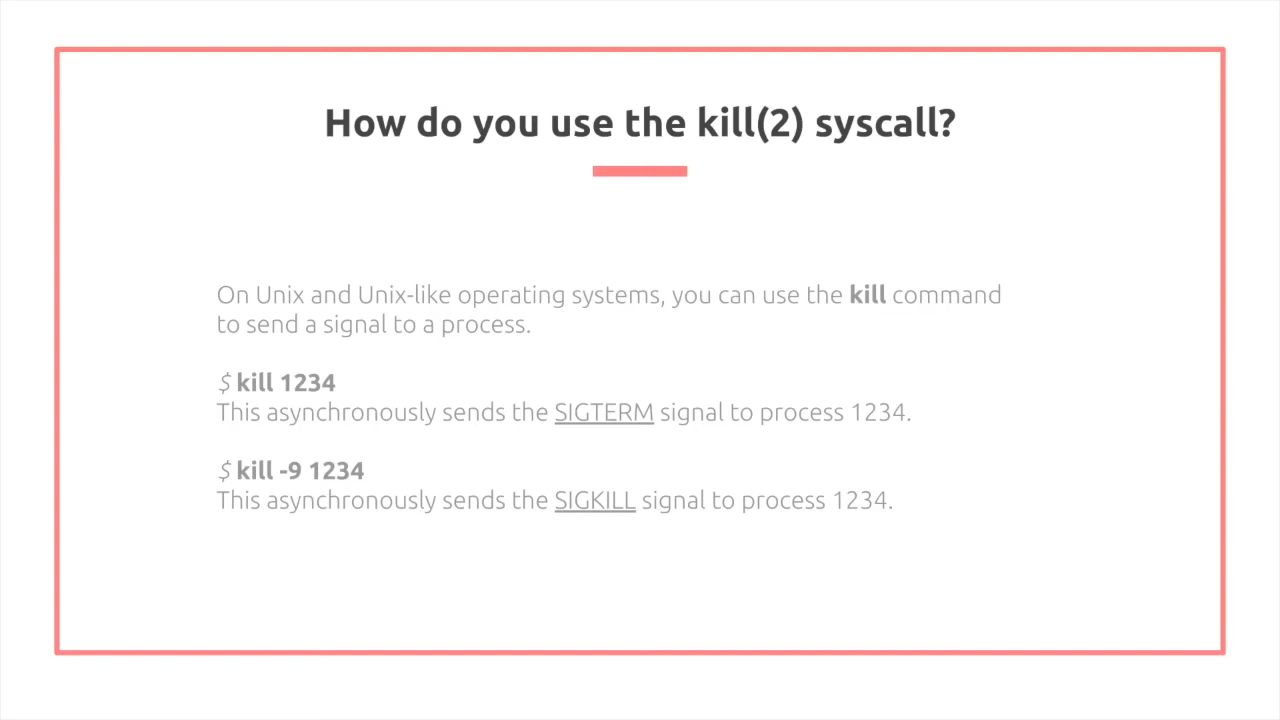 How do you use the kill(2) syscall?
On Unix and Unix-like operating systems, you can use the kill command
to send a signal to a process.
$ kill 1234
This asynchronously sends the SIGTERM signal to process 1234.
$ kill -9 1234
This asynchronously sends the SIGKILL signal to process 1234.